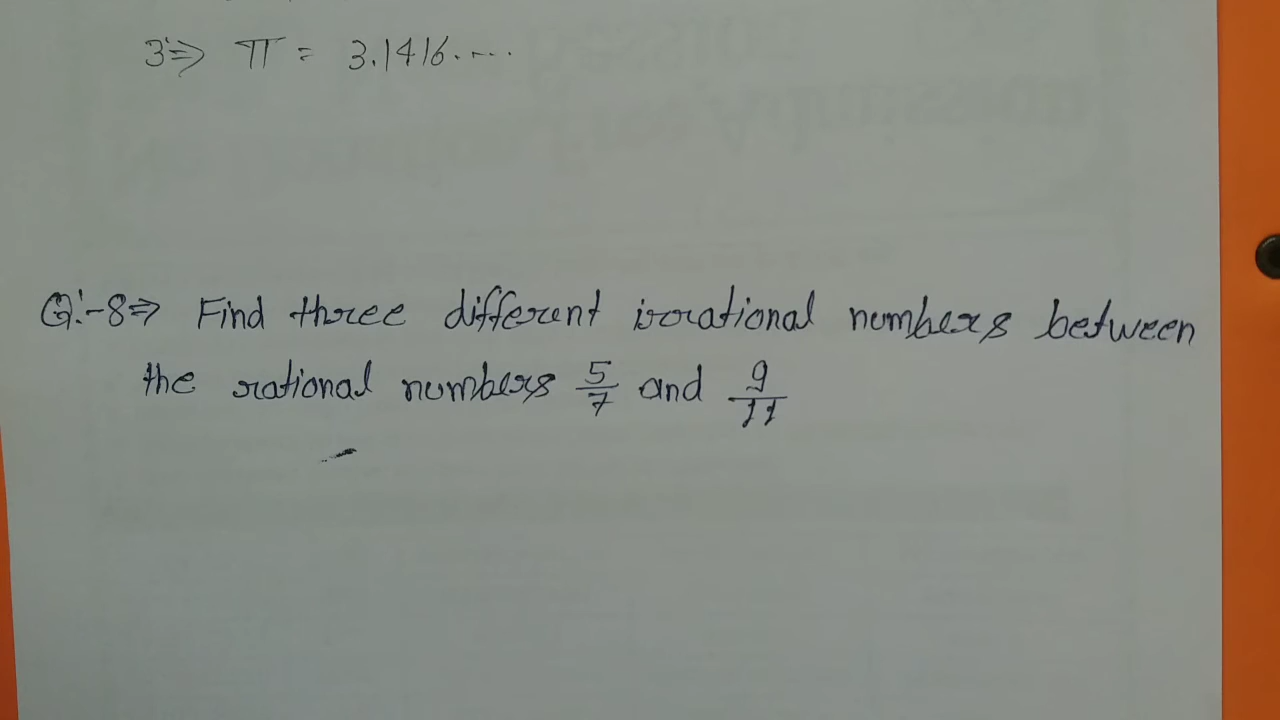 3⇒ π = 3.1416....
Q:-8⇒ Find three different irrational numbers between
the rational numbers 5/7 and 9/11